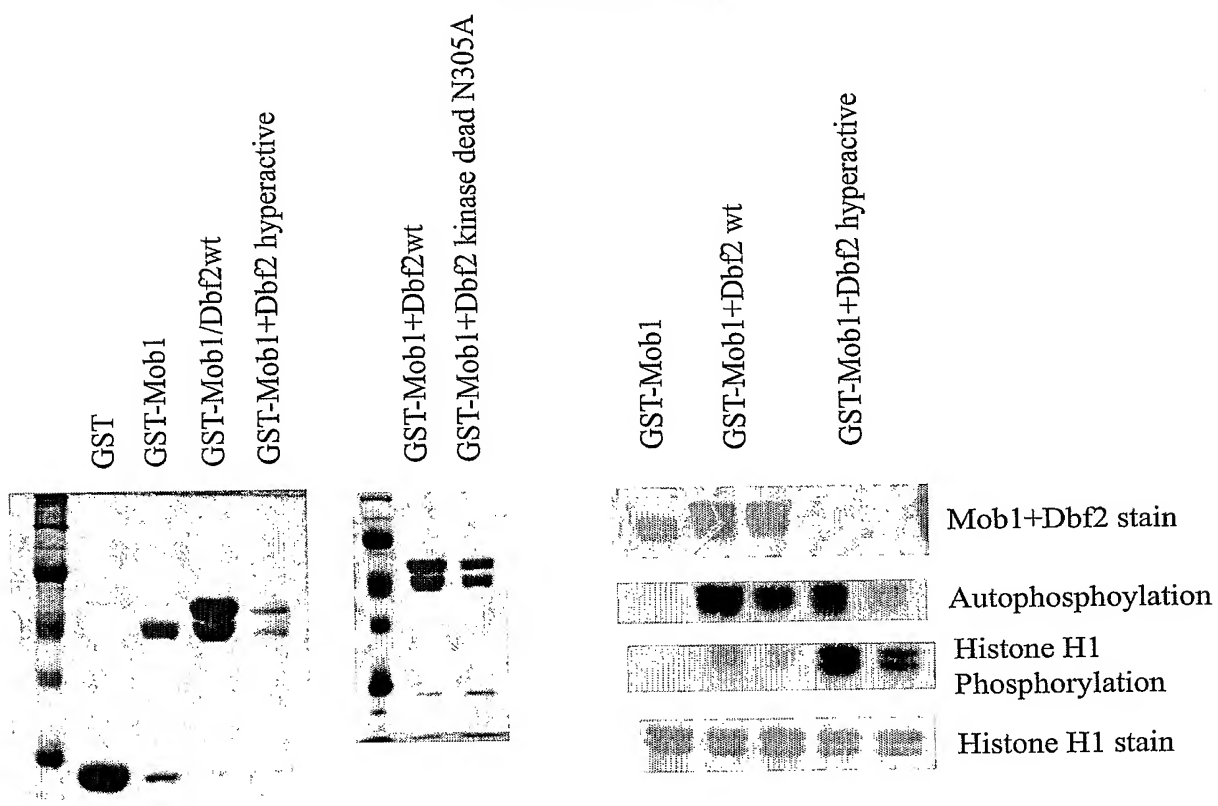 GST
GST-Mob1
GST-Mob1/Dbf2wt
GST-Mob1+Dbf2 hyperactive
GST-Mob1+Dbf2wt
GST-Mob1+Dbf2 kinase dead N305A
GST-Mob1
GST-Mob1+Dbf2 wt
GST-Mob1+Dbf2 hyperactive
Mob1+Dbf2 stain
Autophosphoylation
Histone H1
Phosphorylation
Histone H1 stain